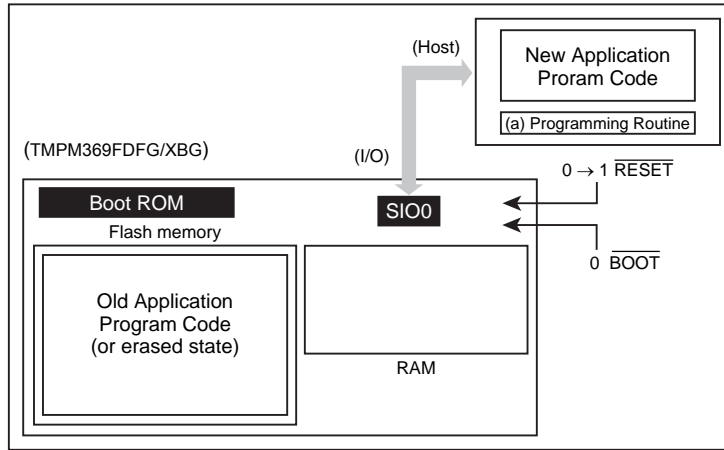 (Host)
New Application
Proram Code
(a) Programming Routine
(TMPM369FDFG/XBG)
(I/O)
0 → 1 RESET
Boot ROM
SIO0
Flash memory
0 BOOT
Old Application
Program Code
(or erased state)
RAM